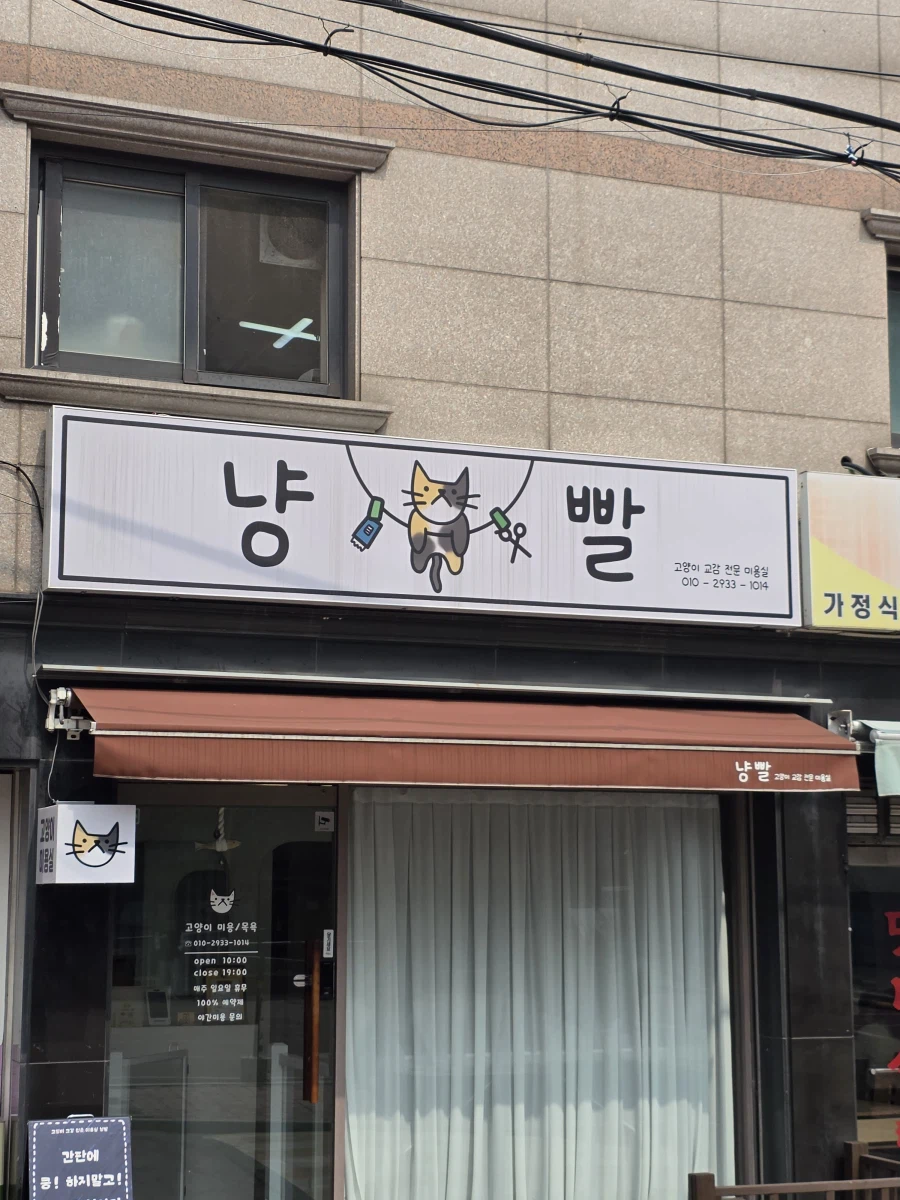 냥 빨
고양이 교감 전문 미용실
010 - 2933 - 1014
가정식
냥빨 고양이 교감 전문 미용실
고양이
미용실
고양이 미용/목욕
☏ 010-2933-1014
open 10:00
close 19:00
매주 일요일 휴무
100% 예약제
야간미용 문의
간판에
뿅! 하지말고!